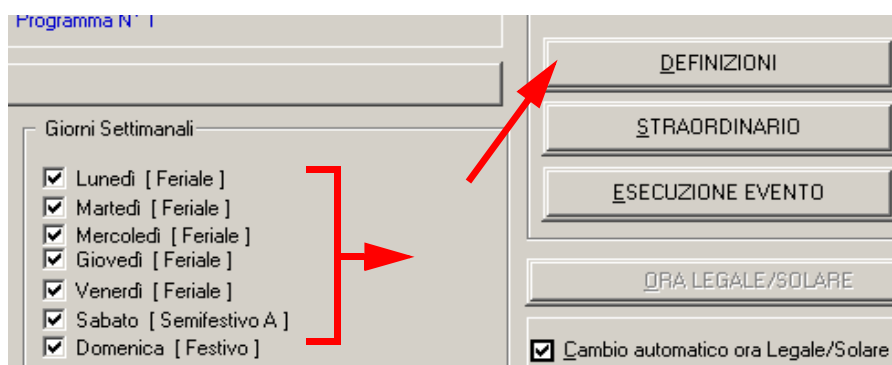 Programma N° 1
Giorni Settimanali
Lunedì [ Feriale ]
Martedì [ Feriale ]
Mercoledì [ Feriale ]
Giovedì [ Feriale ]
Venerdì [ Feriale ]
Sabato [ Semifestivo A ]
Domenica [ Festivo ]
DEFINIZIONI
STRAORDINARIO
ESECUZIONE EVENTO
ORA LEGALE/SOLARE
Cambio automatico ora Legale/Solare